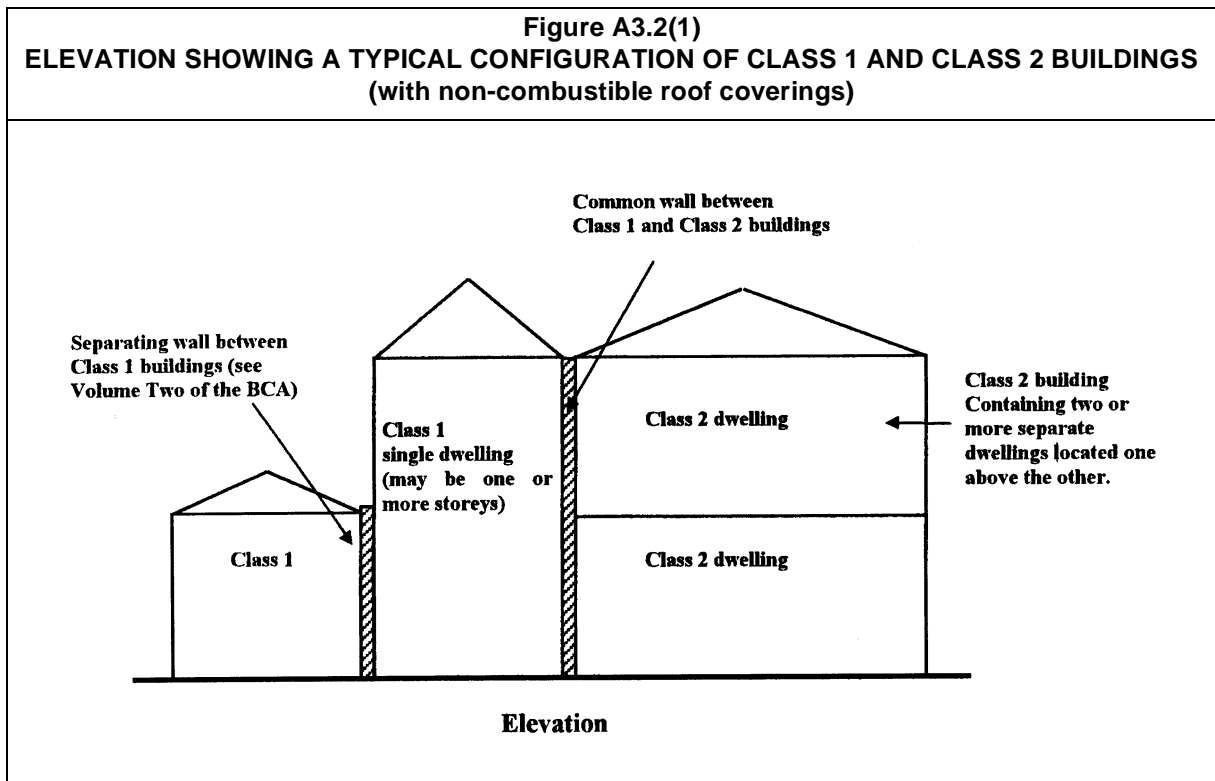 Figure A3.2(1)
ELEVATION SHOWING A TYPICAL CONFIGURATION OF CLASS 1 AND CLASS 2 BUILDINGS
(with non-combustible roof coverings)
Common wall between
Class 1 and Class 2 buildings
Separating wall between
Class 1 buildings (see
Volume Two of the BCA)
Class 1
single dwelling
(may be one or
more storeys)
Class 2 dwelling
Class 2 building
Containing two or
more separate
dwellings located one
above the other.
Class 1
Class 2 dwelling
Elevation